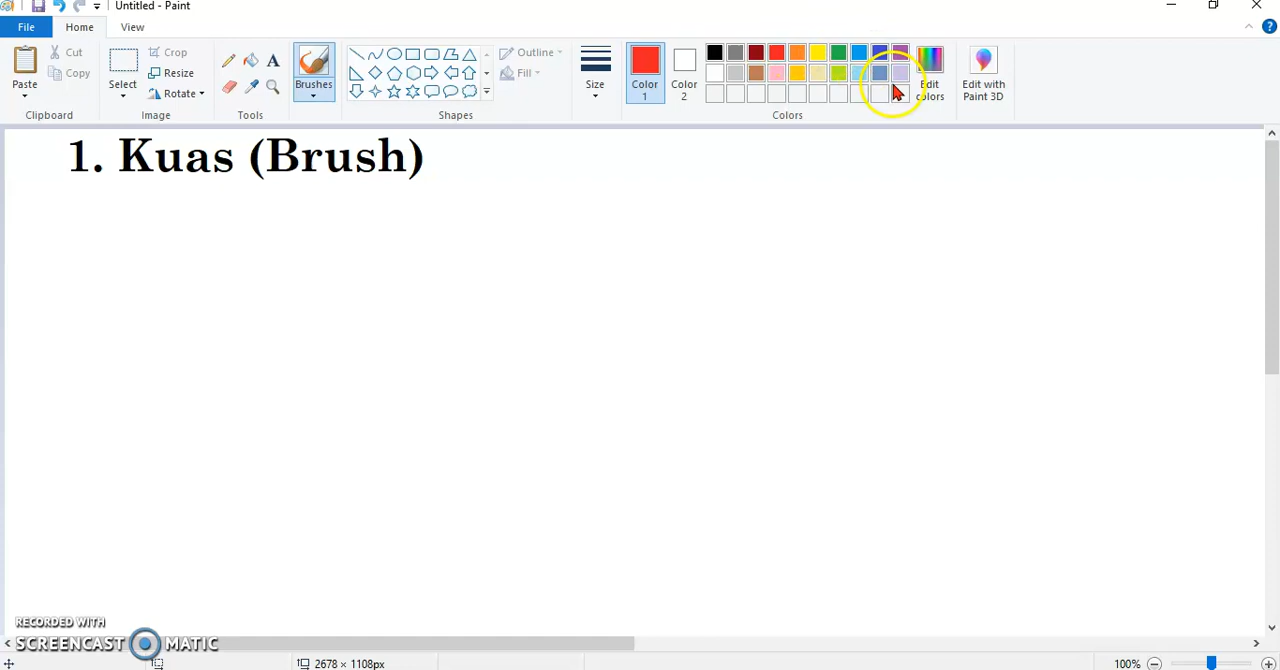 Untitled - Paint
File
Home
View
Paste
Cut
Copy
Clipboard
Select
Crop
Resize
Rotate
Image
Tools
Brushes
Outline
Fill
Shapes
Size
Color
1
Color
2
Colors
Edit
colors
Edit with
Paint 3D
1. Kuas (Brush)
RECORDED WITH
SCREENCAST MATIC
2678 × 1108px
100%